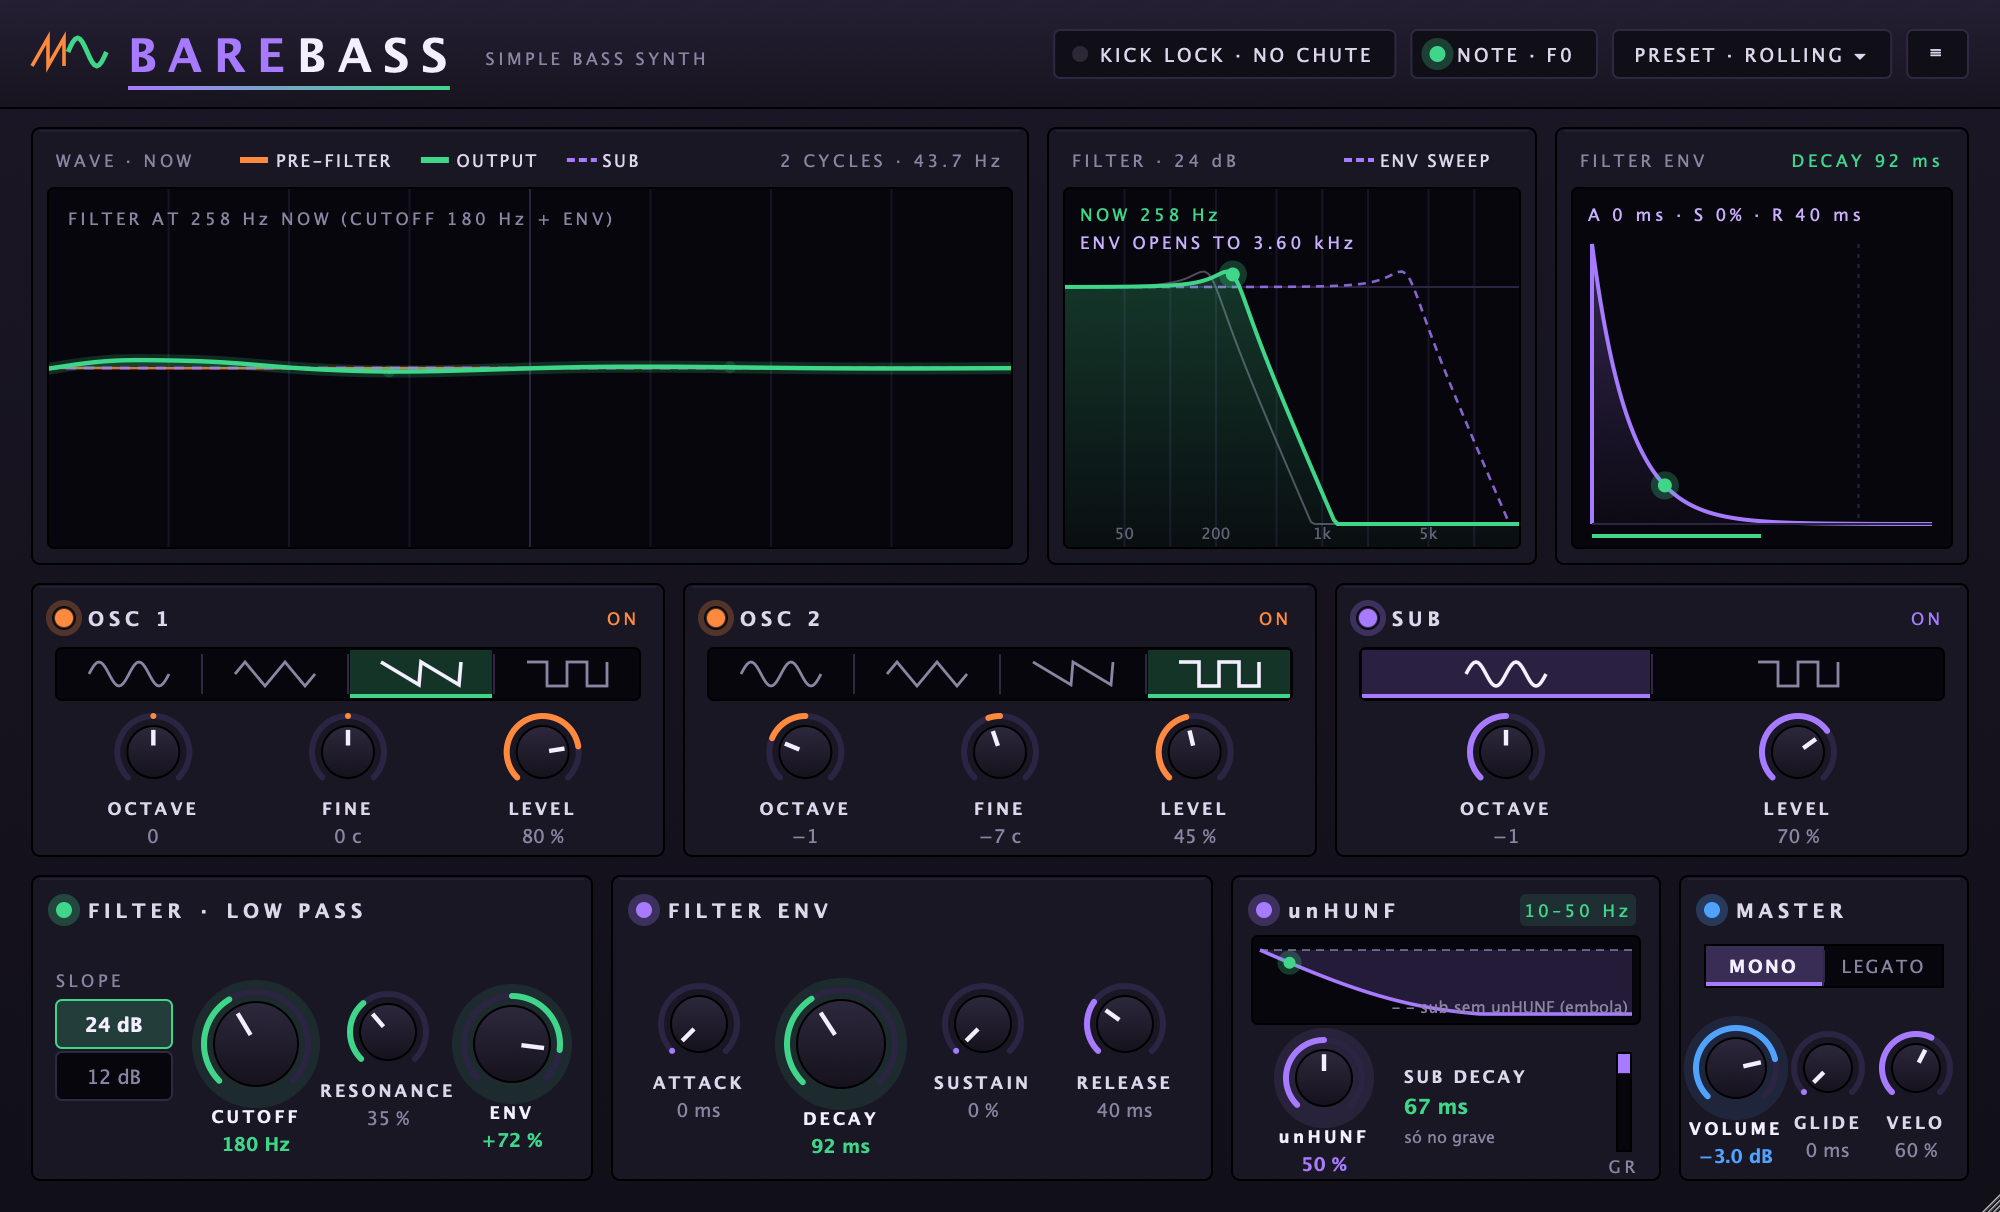 BAREBASS SIMPLE BASS SYNTH KICK LOCK · NO CHUTE NOTE · F0 PRESET · ROLLING ≡
WAVE · NOW PRE-FILTER OUTPUT SUB 2 CYCLES · 43.7 Hz
FILTER AT 258 Hz NOW (CUTOFF 180 Hz + ENV)
FILTER · 24 dB ENV SWEEP
NOW 258 Hz
ENV OPENS TO 3.60 kHz
50 200 1k 5k
FILTER ENV DECAY 92 ms
A 0 ms · S 0% · R 40 ms
OSC 1 ON
OCTAVE FINE LEVEL
0 0 c 80 %
OSC 2 ON
OCTAVE FINE LEVEL
−1 −7 c 45 %
SUB ON
OCTAVE LEVEL
−1 70 %
FILTER · LOW PASS
SLOPE
24 dB
12 dB
CUTOFF RESONANCE ENV
180 Hz 35 % +72 %
FILTER ENV
ATTACK DECAY SUSTAIN RELEASE
0 ms 92 ms 0 % 40 ms
unHUNF 10-50 Hz
– – sub sem unHUNF (embola)
unHUNF
50 %
SUB DECAY
67 ms
só no grave
GR
MASTER
MONO LEGATO
VOLUME GLIDE VELO
−3.0 dB 0 ms 60 %